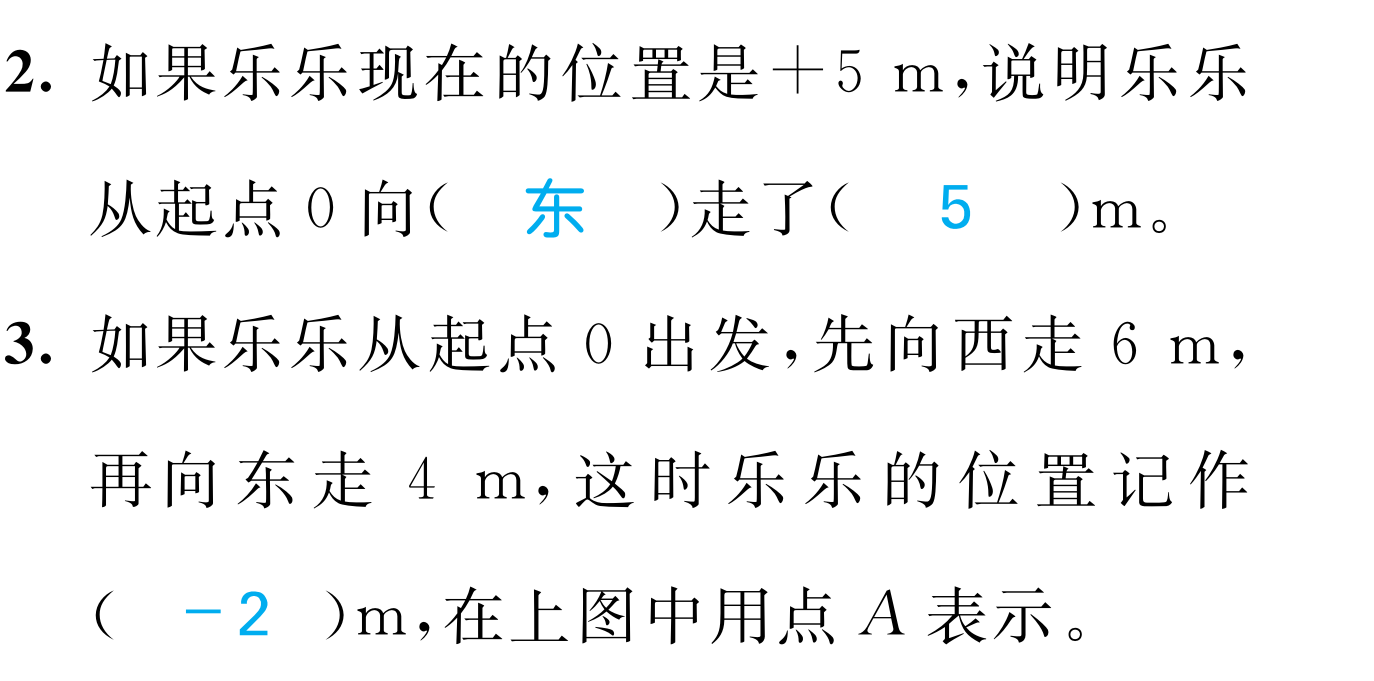 2. 如果乐乐现在的位置是+5 m,说明乐乐
从起点 0 向( 东 )走了( 5 )m。
3. 如果乐乐从起点 0 出发,先向西走 6 m,
再向东走 4 m,这时乐乐的位置记作
( -2 )m,在上图中用点 A 表示。